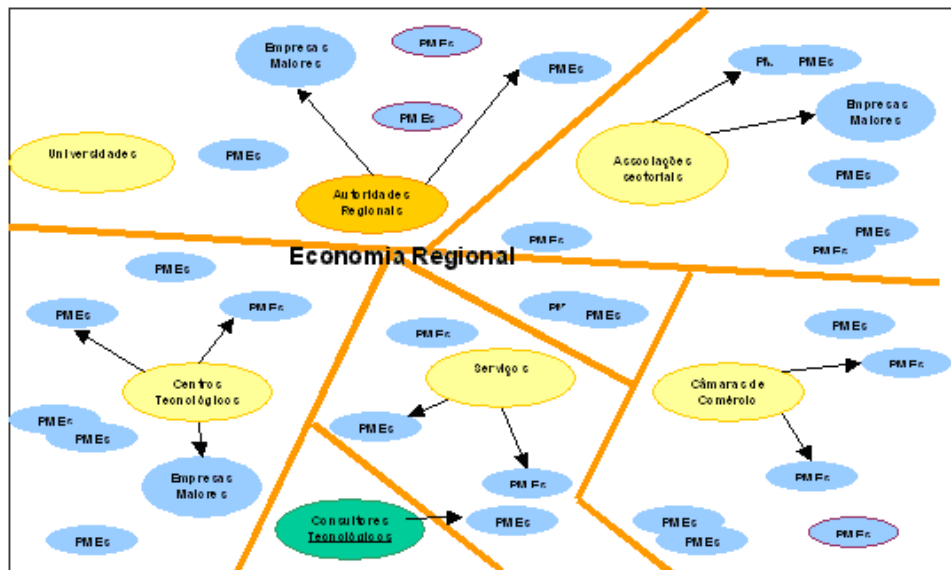 Empresas
Maiores
PMEs
PMEs
PMEs
PMEs
Universidades
Autoridades
Regionais
PMEs
Empresas
Maiores
Associações
sectoriais
PMEs
PMEs
PMEs
PMEs
Economia Regional
PMEs
PMEs
PMEs
Centros
Tecnológicos
PMEs
PMEs
Empresas
Maiores
PMEs
PMEs
PMEs
Serviços
PMEs
PMEs
Consultores
Tecnológicos
PMEs
PMEs
PMEs
Câmaras de
Comércio
PMEs
PMEs
PMEs
PMEs